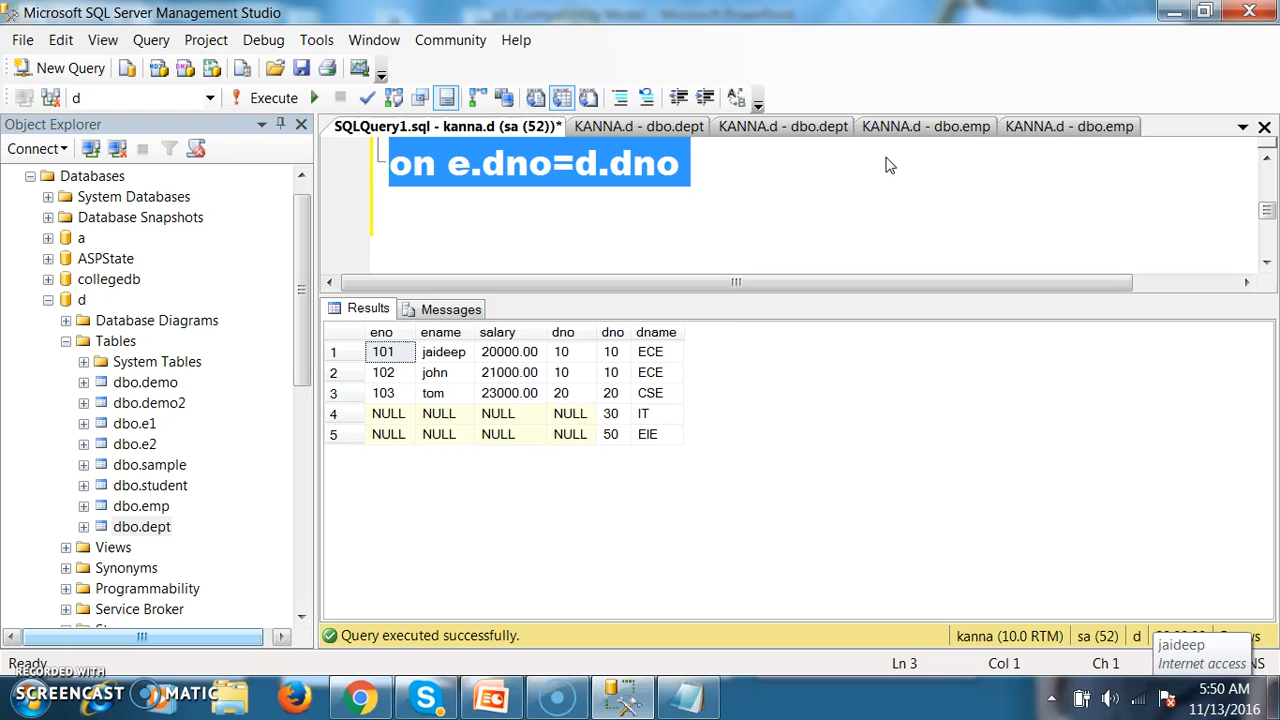 Microsoft SQL Server Management Studio
File Edit View Query Project Debug Tools Window Community Help
New Query
d Execute
Object Explorer
SQLQuery1.sql - kanna.d (sa (52))* KANNA.d - dbo.dept KANNA.d - dbo.dept KANNA.d - dbo.emp KANNA.d - dbo.emp
Connect
Databases
System Databases
Database Snapshots
a
ASPState
collegedb
d
Database Diagrams
Tables
System Tables
dbo.demo
dbo.demo2
dbo.e1
dbo.e2
dbo.sample
dbo.student
dbo.emp
dbo.dept
Views
Synonyms
Programmability
Service Broker
on e.dno=d.dno
Results Messages
eno ename salary dno dno dname
1 101 jaideep 20000.00 10 10 ECE
2 102 john 21000.00 10 10 ECE
3 103 tom 23000.00 20 20 CSE
4 NULL NULL NULL NULL 30 IT
5 NULL NULL NULL NULL 50 EIE
Query executed successfully.
kanna (10.0 RTM) sa (52) d
jaideep
Internet access
Ready Ln 3 Col 1 Ch 1 INS
RECORDED WITH
SCREENCAST MATIC
5:50 AM
11/13/2016